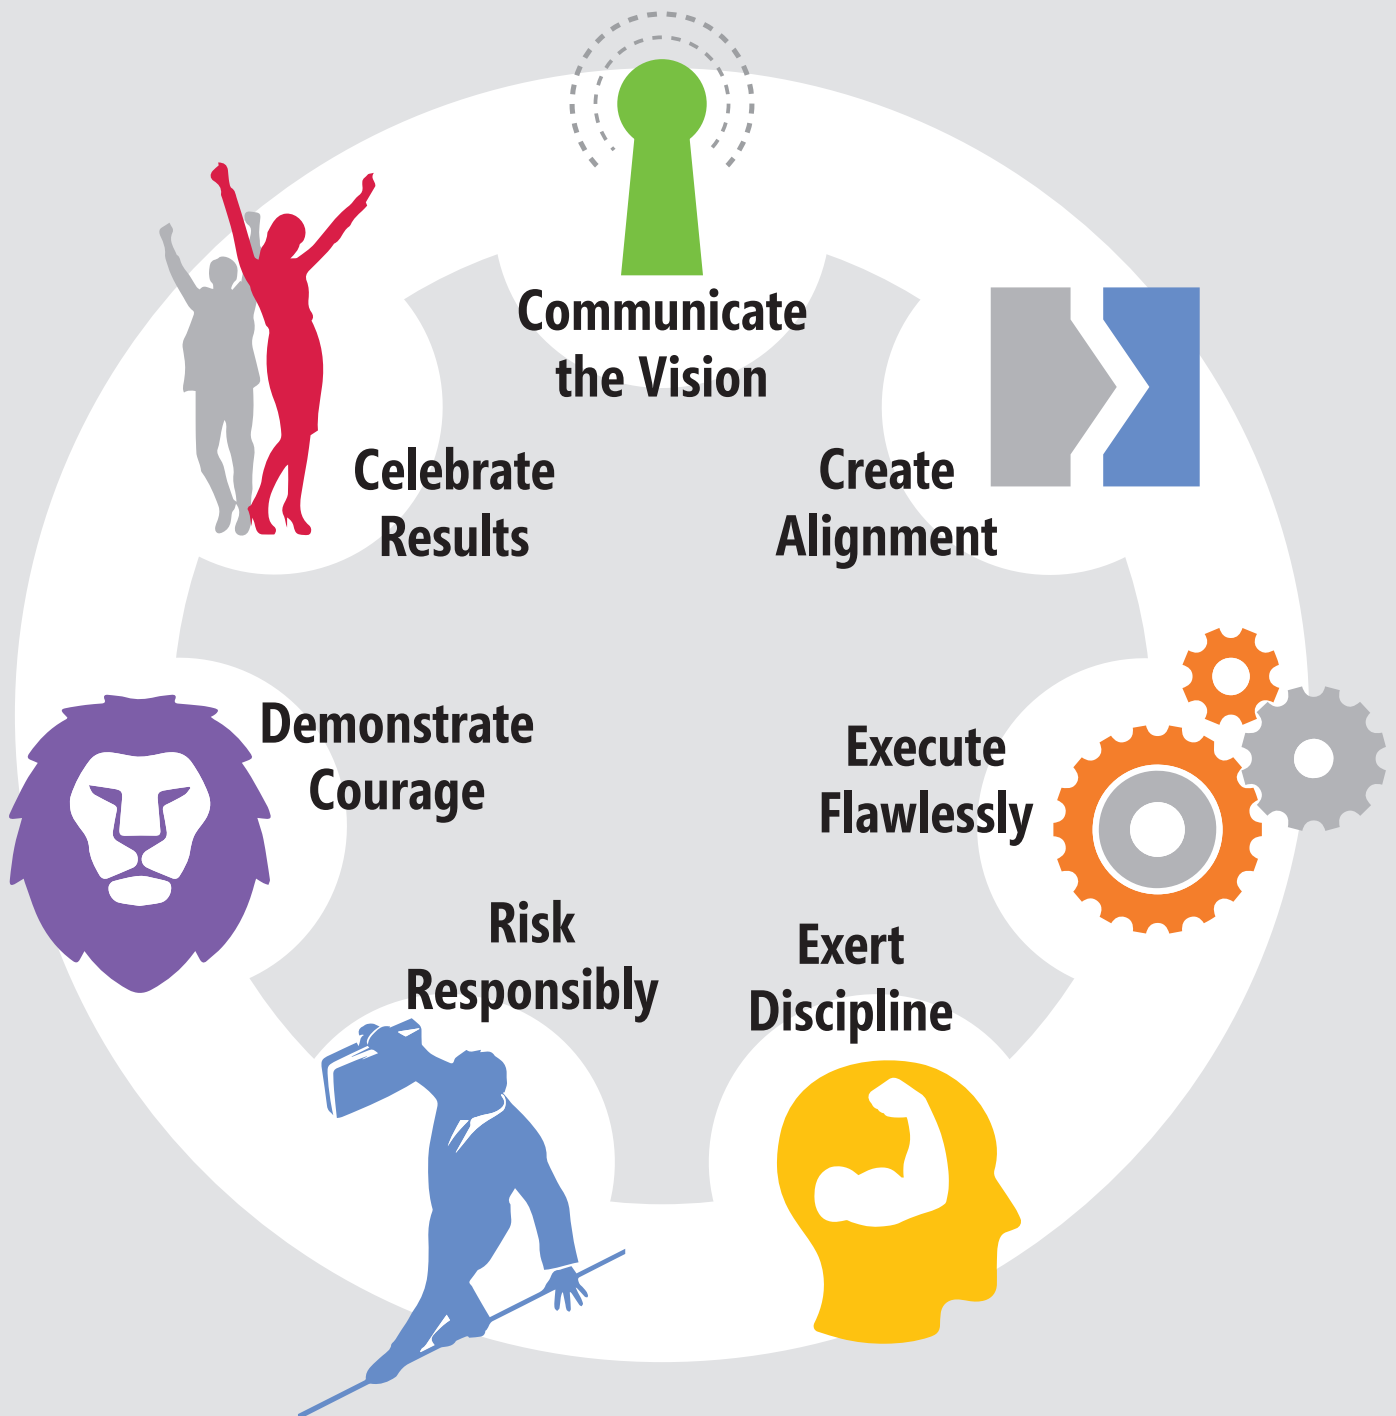 Communicate
the Vision
Create
Alignment
Execute
Flawlessly
Exert
Discipline
Risk
Responsibly
Demonstrate
Courage
Celebrate
Results